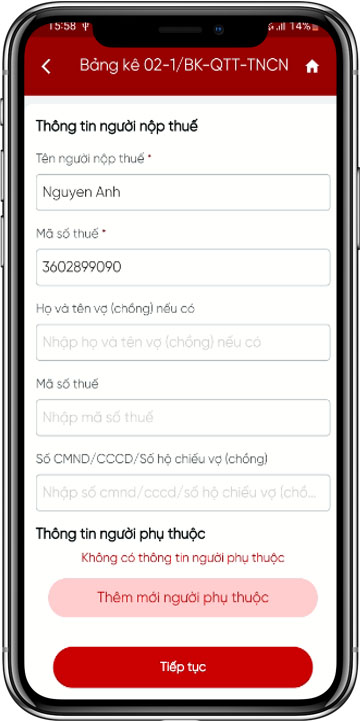 15:58
14%
Bảng kê 02-1/BK-QTT-TNCN
Thông tin người nộp thuế
Tên người nộp thuế *
Nguyen Anh
Mã số thuế *
3602899090
Họ và tên vợ (chồng) nếu có
Nhập họ và tên vợ (chồng) nếu có
Mã số thuế
Nhập mã số thuế
Số CMND/CCCD/Số hộ chiếu vợ (chồng)
Nhập số cmnd/cccd/số hộ chiếu vợ (chồ...
Thông tin người phụ thuộc
Không có thông tin người phụ thuộc
Thêm mới người phụ thuộc
Tiếp tục